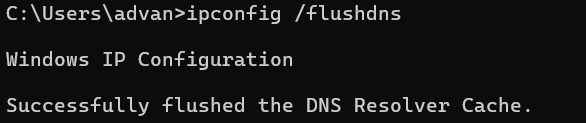 C:\Users\advan>ipconfig /flushdns
Windows IP Configuration
Successfully flushed the DNS Resolver Cache.